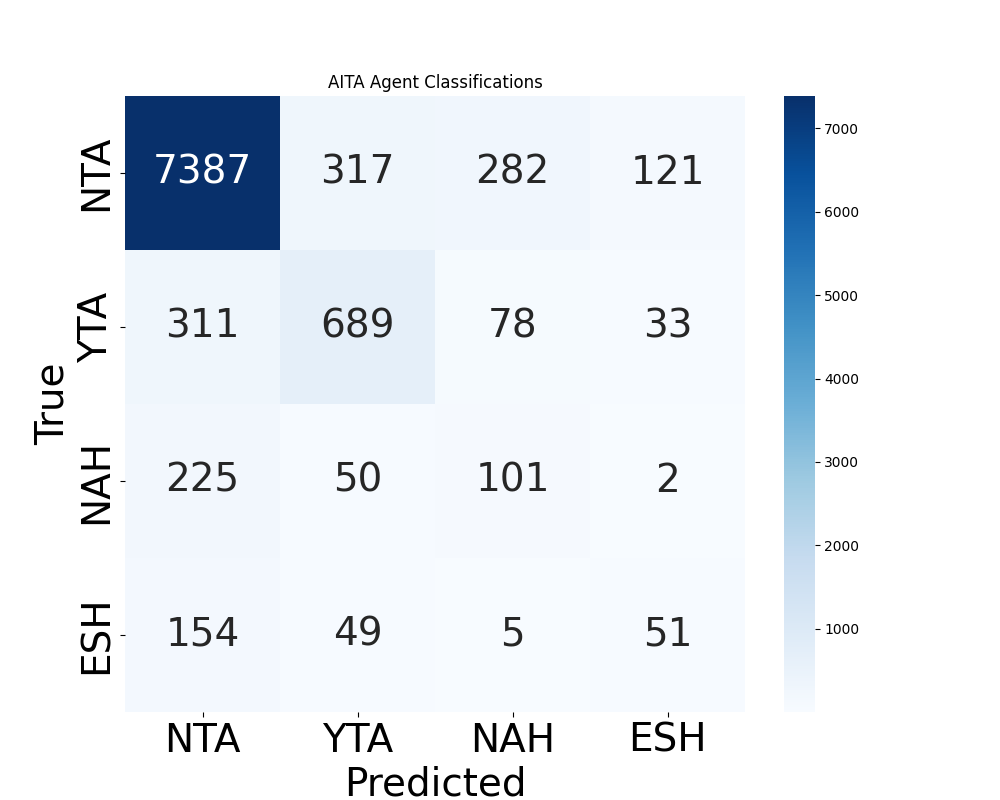 AITA Agent Classifications
True
NTA 7387 317 282 121
YTA 311 689 78 33
NAH 225 50 101 2
ESH 154 49 5 51
NTA YTA NAH ESH
Predicted
7000
6000
5000
4000
3000
2000
1000